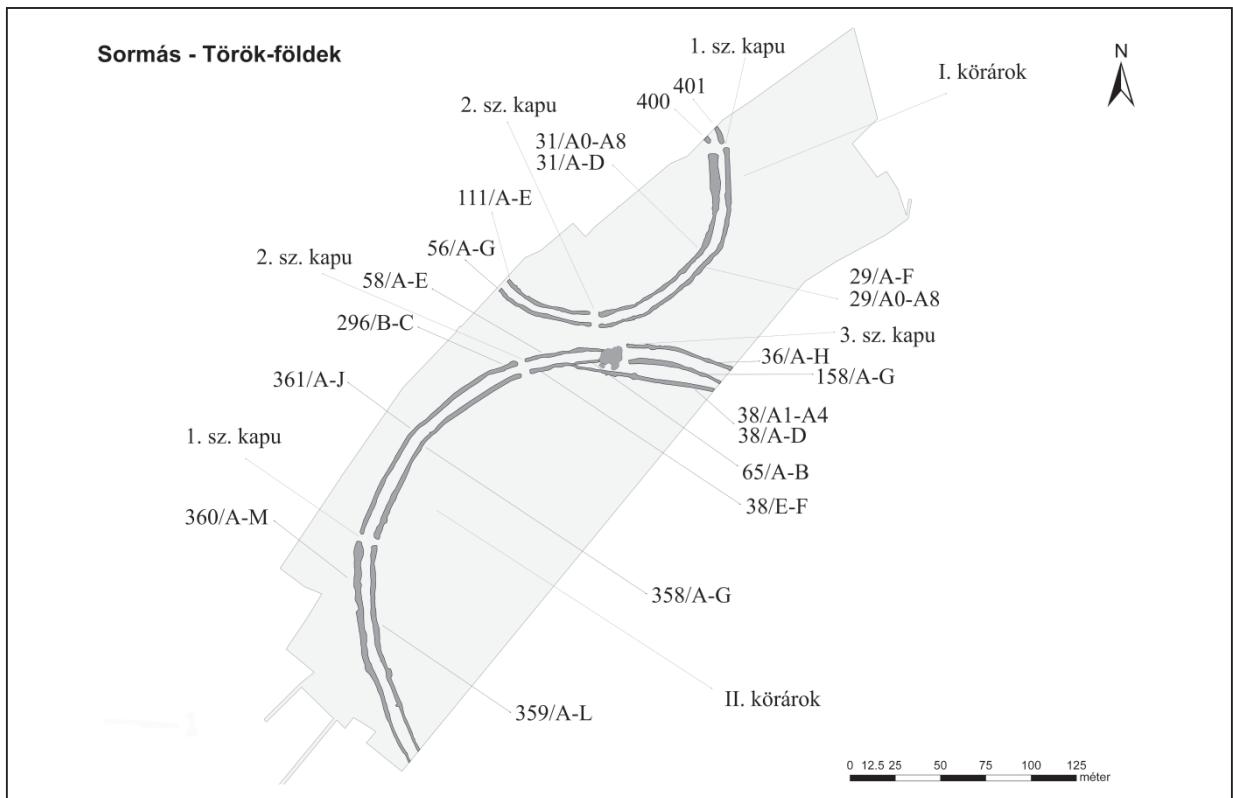 Sormás - Török-földek
1. sz. kapu
N
I. körárok
401
400
2. sz. kapu
31/A0-A8
31/A-D
111/A-E
56/A-G
2. sz. kapu
58/A-E
29/A-F
29/A0-A8
296/B-C
3. sz. kapu
36/A-H
361/A-J
158/A-G
38/A1-A4
38/A-D
1. sz. kapu
65/A-B
38/E-F
360/A-M
358/A-G
II. körárok
359/A-L
0 12.5 25 50 75 100 125
méter